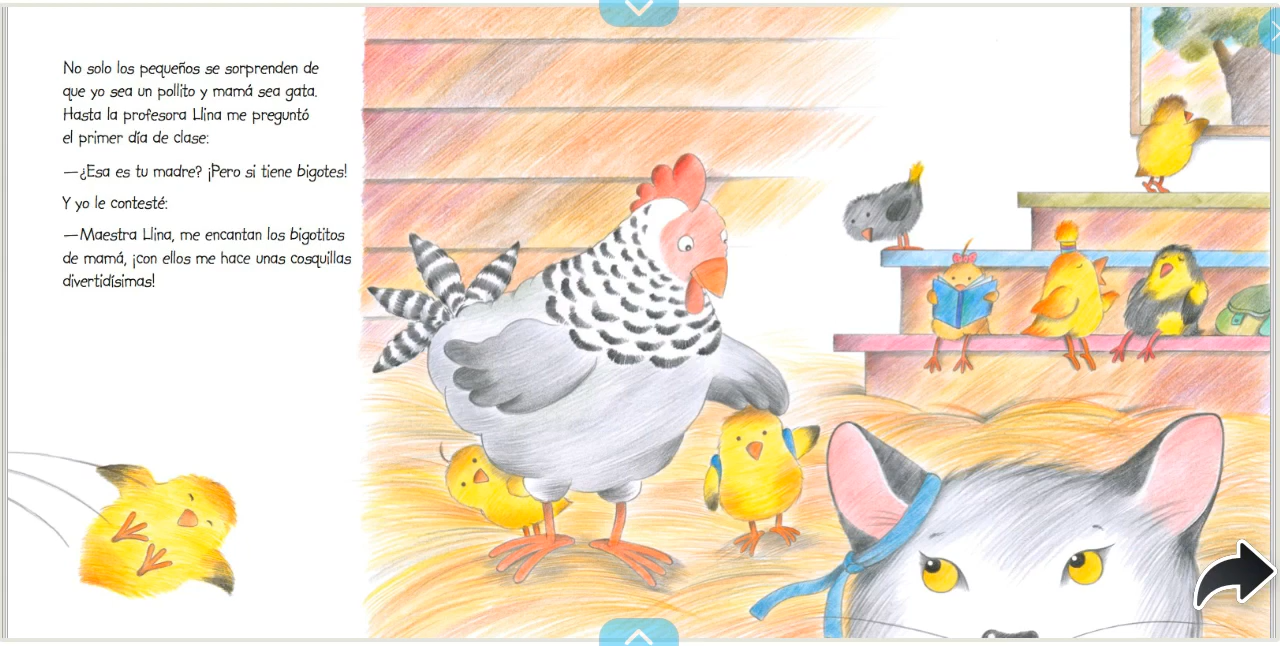 No solo los pequeños se sorprenden de
que yo sea un pollito y mamá sea gata.
Hasta la profesora Llina me preguntó
el primer día de clase:
—¿Esa es tu madre? ¡Pero si tiene bigotes!
Y yo le contesté:
—Maestra Llina, me encantan los bigotitos
de mamá, ¡con ellos me hace unas cosquillas
divertidísimas!